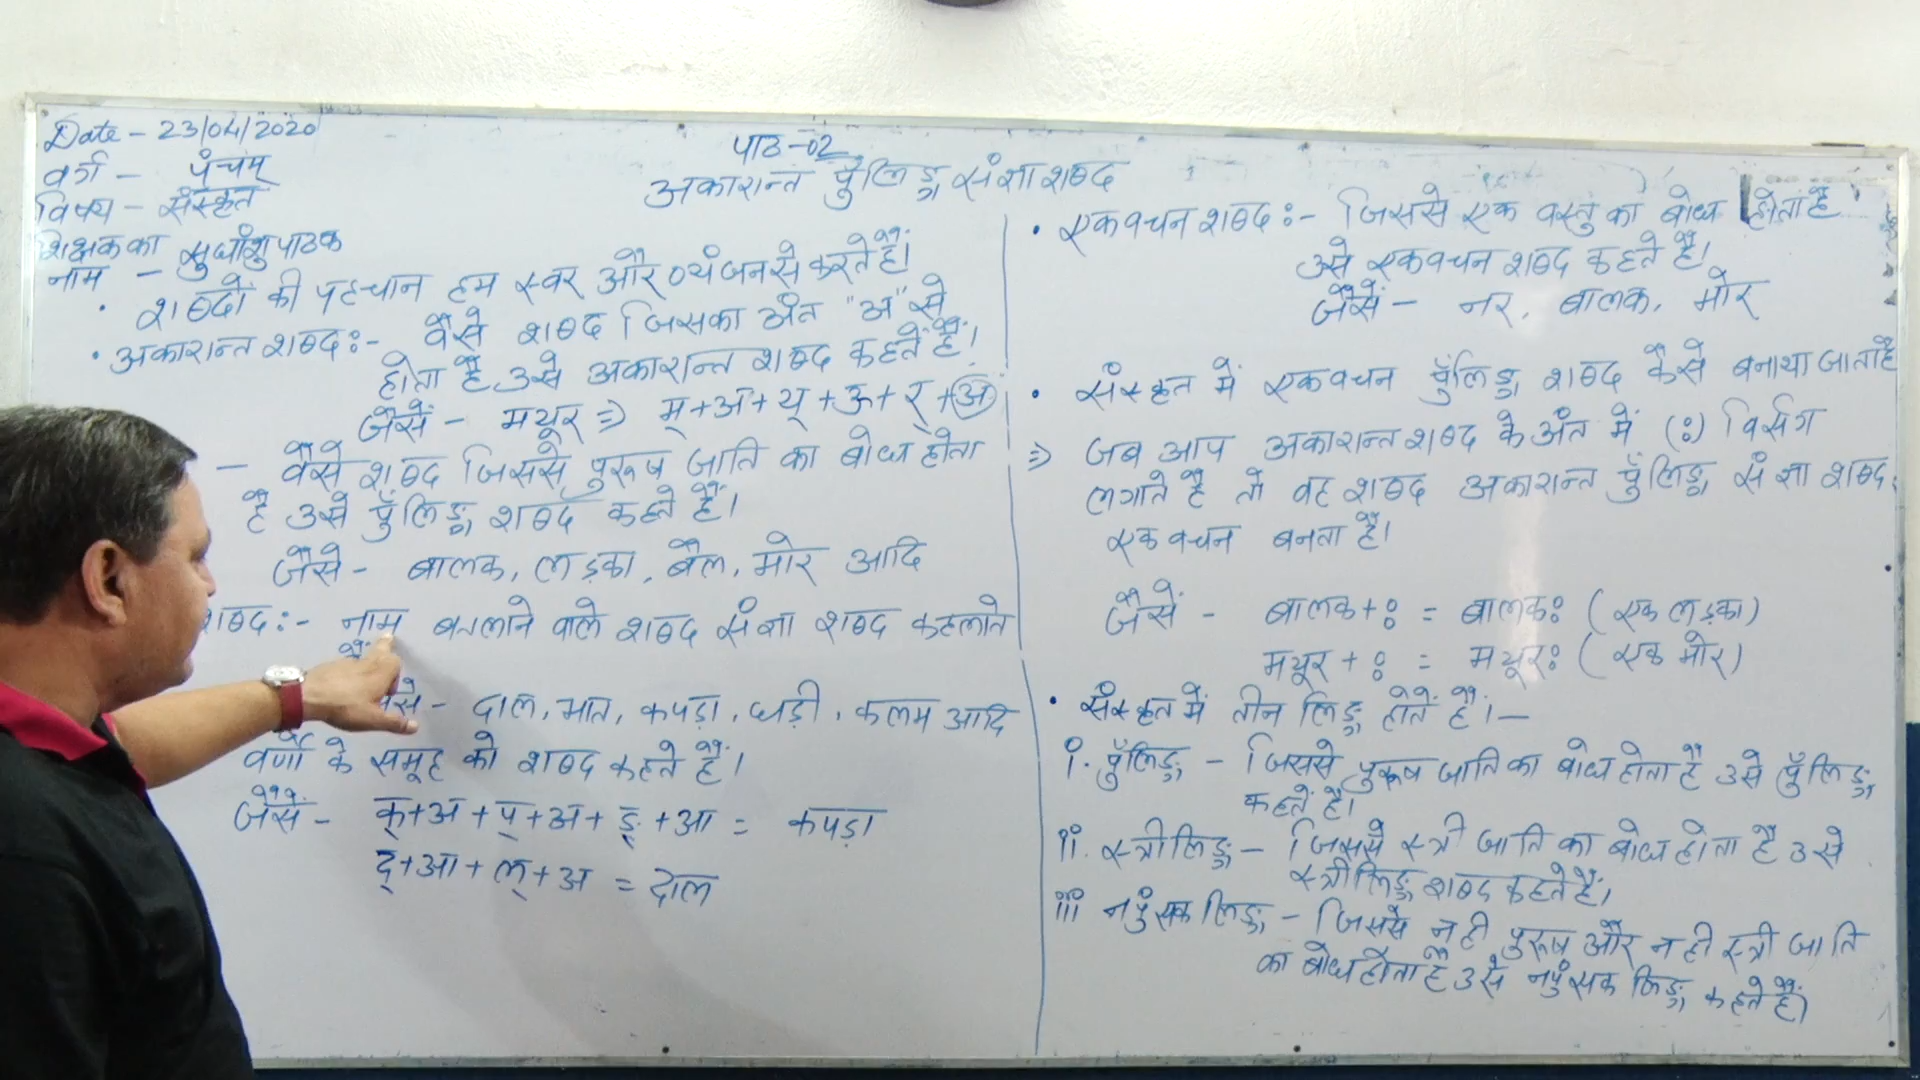 Date - 23/04/2020
वर्ग - पंचम्
विषय - संस्कृत
शिक्षक का
नाम - सुधांशु पाठक
पाठ-02
अकारान्त पुँलिङ्ग संज्ञा शब्द
• शब्दों की पहचान हम स्वर और व्यंजन से करते हैं।
• अकारान्त शब्द :- वैसे शब्द जिसका अंत "अ" से
होता है उसे अकारान्त शब्द कहते हैं।
जैसे - मयूर ⇒ म्+अ+य्+ऊ+र्+अ
- वैसे शब्द जिससे पुरूष जाति का बोध होता
है उसे पुँलिङ्ग शब्द कहते हैं।
जैसे - बालक, लड़का, बैल, मोर आदि
शब्द :- नाम बतलाने वाले शब्द संज्ञा शब्द कहलाते
हैं
जैसे - दाल, भात, कपड़ा, घड़ी, कलम आदि
वर्णों के समूह को शब्द कहते हैं।
जैसे - क्+अ+प्+अ+ड़्+आ = कपड़ा
द्+आ+ल्+अ = दाल
• एकवचन शब्द :- जिससे एक वस्तु का बोध होता है
उसे एकवचन शब्द कहते हैं।
जैसे - नर, बालक, मोर
• संस्कृत में एकवचन पुँलिङ्ग शब्द कैसे बनाया जाता है
⇒ जब आप अकारान्त शब्द के अंत में (ः) विर्सग
लगाते हैं तो वह शब्द अकारान्त पुँलिङ्ग संज्ञा शब्द,
एकवचन बनता है।
जैसे - बालक+ः = बालकः (एक लड़का)
मयूर+ः = मयूरः (एक मोर)
• संस्कृत में तीन लिङ्ग होते हैं।-
i. पुँलिङ्ग - जिससे पुरूष जाति का बोध होता है उसे पुँलिङ्ग
कहते हैं।
ii. स्त्रीलिङ्ग - जिससे स्त्री जाति का बोध होता है उसे
स्त्रीलिङ्ग शब्द कहते हैं।
iii नपुंसक लिङ्ग - जिससे न ही पुरूष और न ही स्त्री जाति
का बोध होता है उसे नपुंसक लिङ्ग कहते हैं।